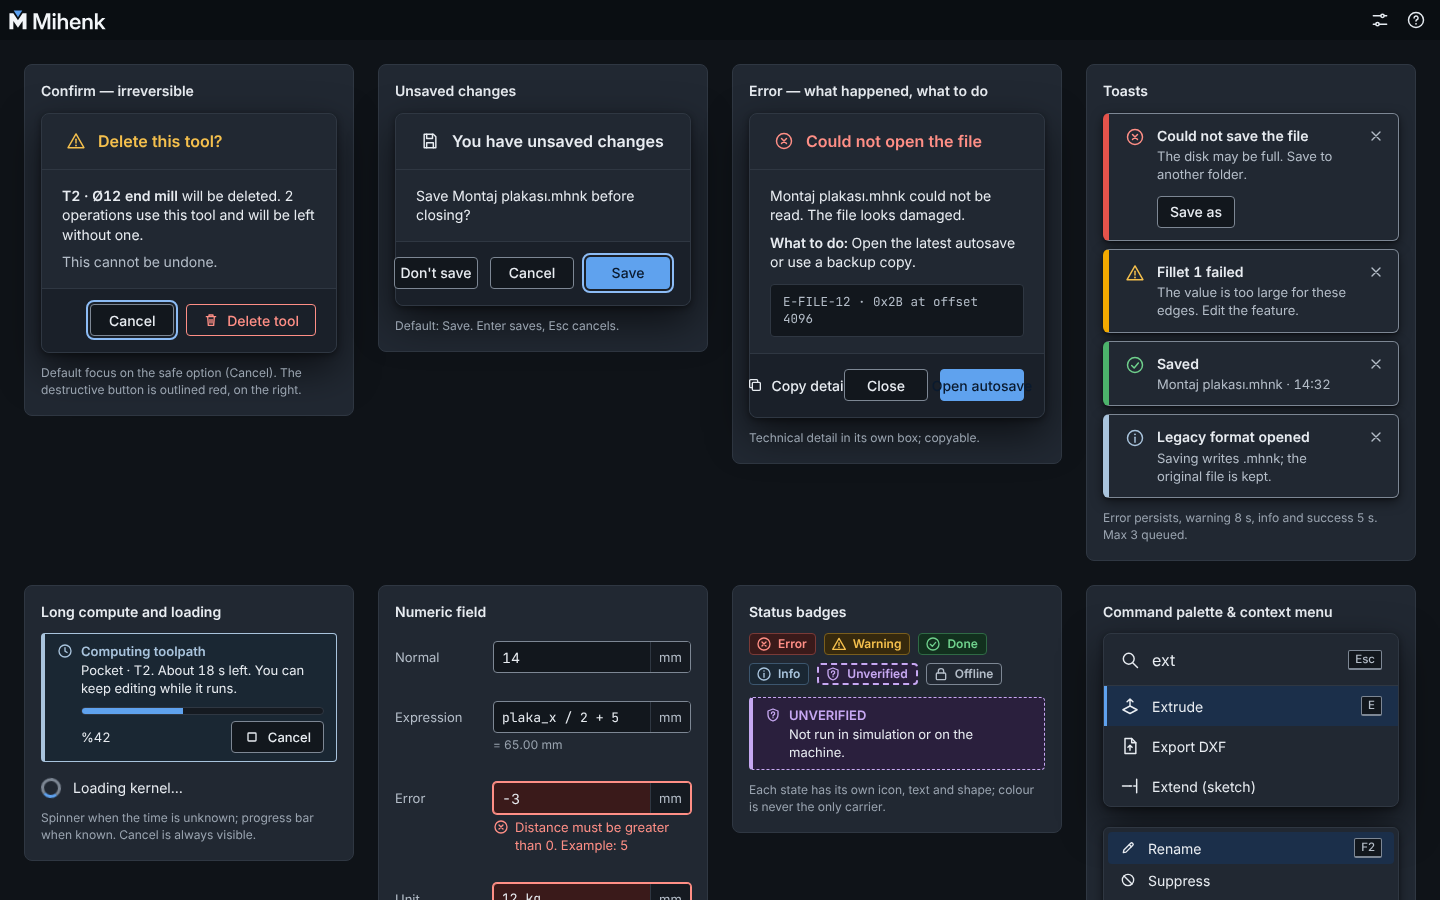 Mihenk
Confirm — irreversible
Delete this tool?
T2 · Ø12 end mill will be deleted. 2
operations use this tool and will be left
without one.
This cannot be undone.
Cancel
Delete tool
Default focus on the safe option (Cancel). The
destructive button is outlined red, on the right.
Unsaved changes
You have unsaved changes
Save Montaj plakası.mhnk before
closing?
Don't save
Cancel
Save
Default: Save. Enter saves, Esc cancels.
Error — what happened, what to do
Could not open the file
Montaj plakası.mhnk could not be
read. The file looks damaged.
What to do: Open the latest autosave
or use a backup copy.
E-FILE-12 · 0x2B at offset
4096
Copy detai
Close
Open autosave
Technical detail in its own box; copyable.
Toasts
Could not save the file
The disk may be full. Save to
another folder.
Save as
Fillet 1 failed
The value is too large for these
edges. Edit the feature.
Saved
Montaj plakası.mhnk · 14:32
Legacy format opened
Saving writes .mhnk; the
original file is kept.
Error persists, warning 8 s, info and success 5 s.
Max 3 queued.
Long compute and loading
Computing toolpath
Pocket · T2. About 18 s left. You can
keep editing while it runs.
%42
Cancel
Loading kernel...
Spinner when the time is unknown; progress bar
when known. Cancel is always visible.
Numeric field
Normal
14
mm
Expression
plaka_x / 2 + 5
mm
= 65.00 mm
Error
-3
mm
Distance must be greater
than 0. Example: 5
Unit
12 kg
mm
Status badges
Error
Warning
Done
Info
Unverified
Offline
UNVERIFIED
Not run in simulation or on the
machine.
Each state has its own icon, text and shape; colour
is never the only carrier.
Command palette & context menu
ext
Esc
Extrude
E
Export DXF
Extend (sketch)
Rename
F2
Suppress